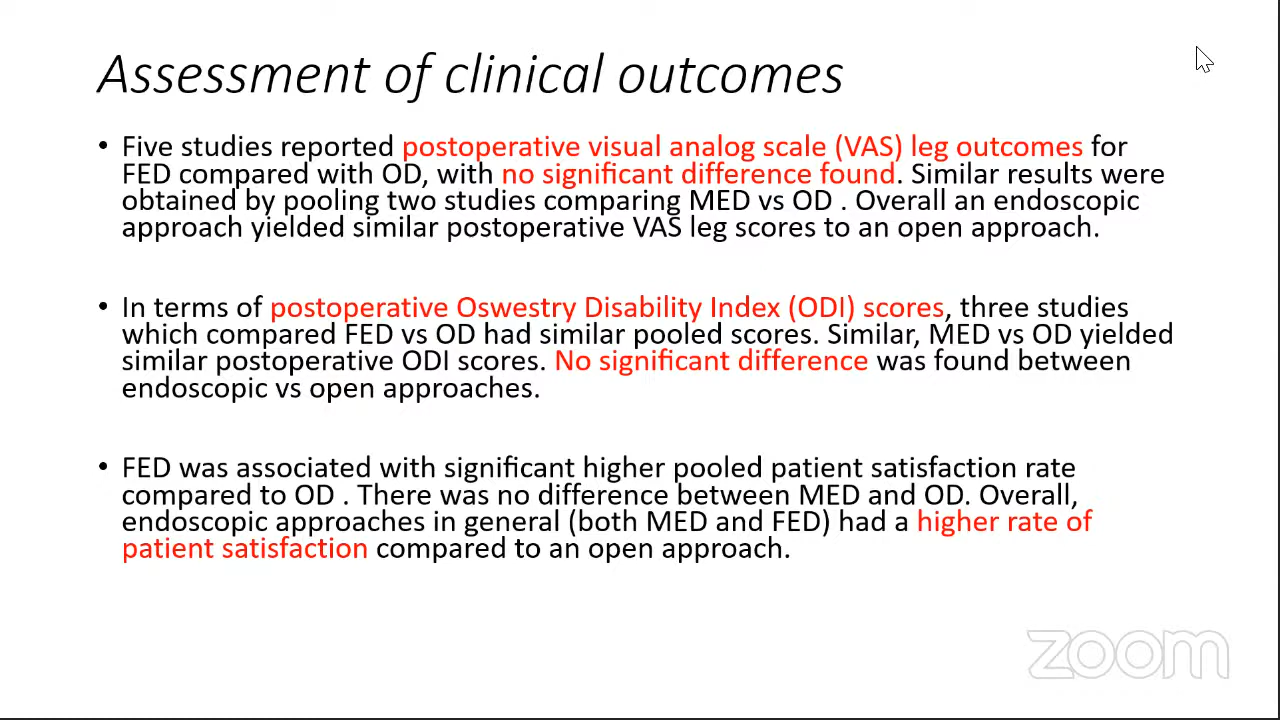 Assessment of clinical outcomes
• Five studies reported postoperative visual analog scale (VAS) leg outcomes for
FED compared with OD, with no significant difference found. Similar results were
obtained by pooling two studies comparing MED vs OD . Overall an endoscopic
approach yielded similar postoperative VAS leg scores to an open approach.
• In terms of postoperative Oswestry Disability Index (ODI) scores, three studies
which compared FED vs OD had similar pooled scores. Similar, MED vs OD yielded
similar postoperative ODI scores. No significant difference was found between
endoscopic vs open approaches.
• FED was associated with significant higher pooled patient satisfaction rate
compared to OD . There was no difference between MED and OD. Overall,
endoscopic approaches in general (both MED and FED) had a higher rate of
patient satisfaction compared to an open approach.
zoom